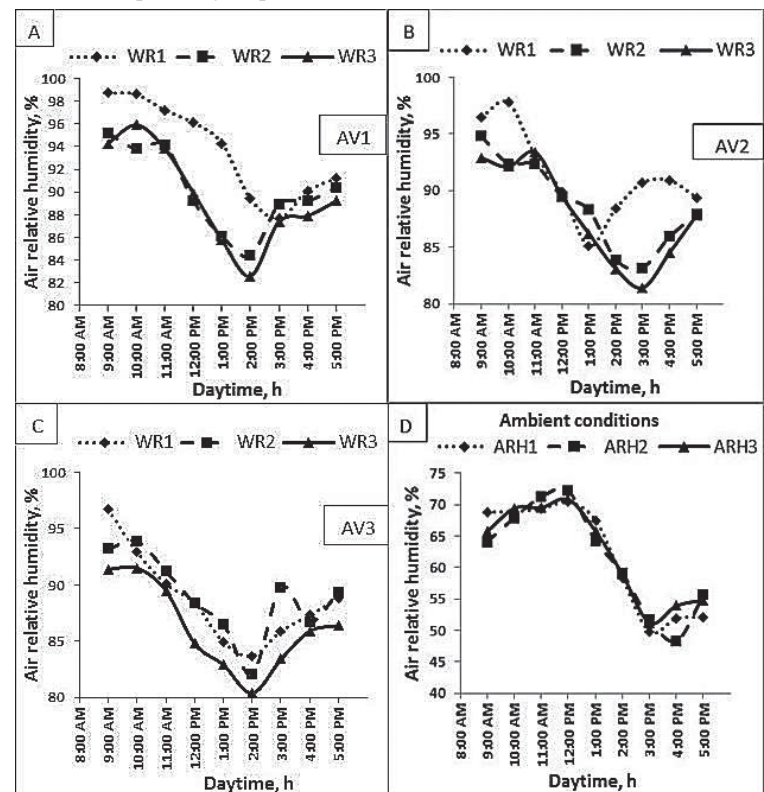 A
WR1 WR2 WR3
Air relative humidity, %
100
98
96
94
92
90
88
86
84
82
80
AV1
8:00 AM
9:00 AM
10:00 AM
11:00 AM
12:00 PM
1:00 PM
2:00 PM
3:00 PM
4:00 PM
5:00 PM
Daytime, h
B
WR1 WR2 WR3
Air relative humidity, %
100
95
90
85
80
AV2
8:00 AM
9:00 AM
10:00 AM
11:00 AM
12:00 PM
1:00 PM
2:00 PM
3:00 PM
4:00 PM
5:00 PM
Daytime, h
C
WR1 WR2 WR3
Air relative humidity, %
100
95
90
85
80
AV3
8:00 AM
9:00 AM
10:00 AM
11:00 AM
12:00 PM
1:00 PM
2:00 PM
3:00 PM
4:00 PM
5:00 PM
Daytime, h
D
Ambient conditions
ARH1 ARH2 ARH3
Air relative humidity, %
75
70
65
60
55
50
45
40
8:00 AM
9:00 AM
10:00 AM
11:00 AM
12:00 PM
1:00 PM
2:00 PM
3:00 PM
4:00 PM
5:00 PM
Daytime, h